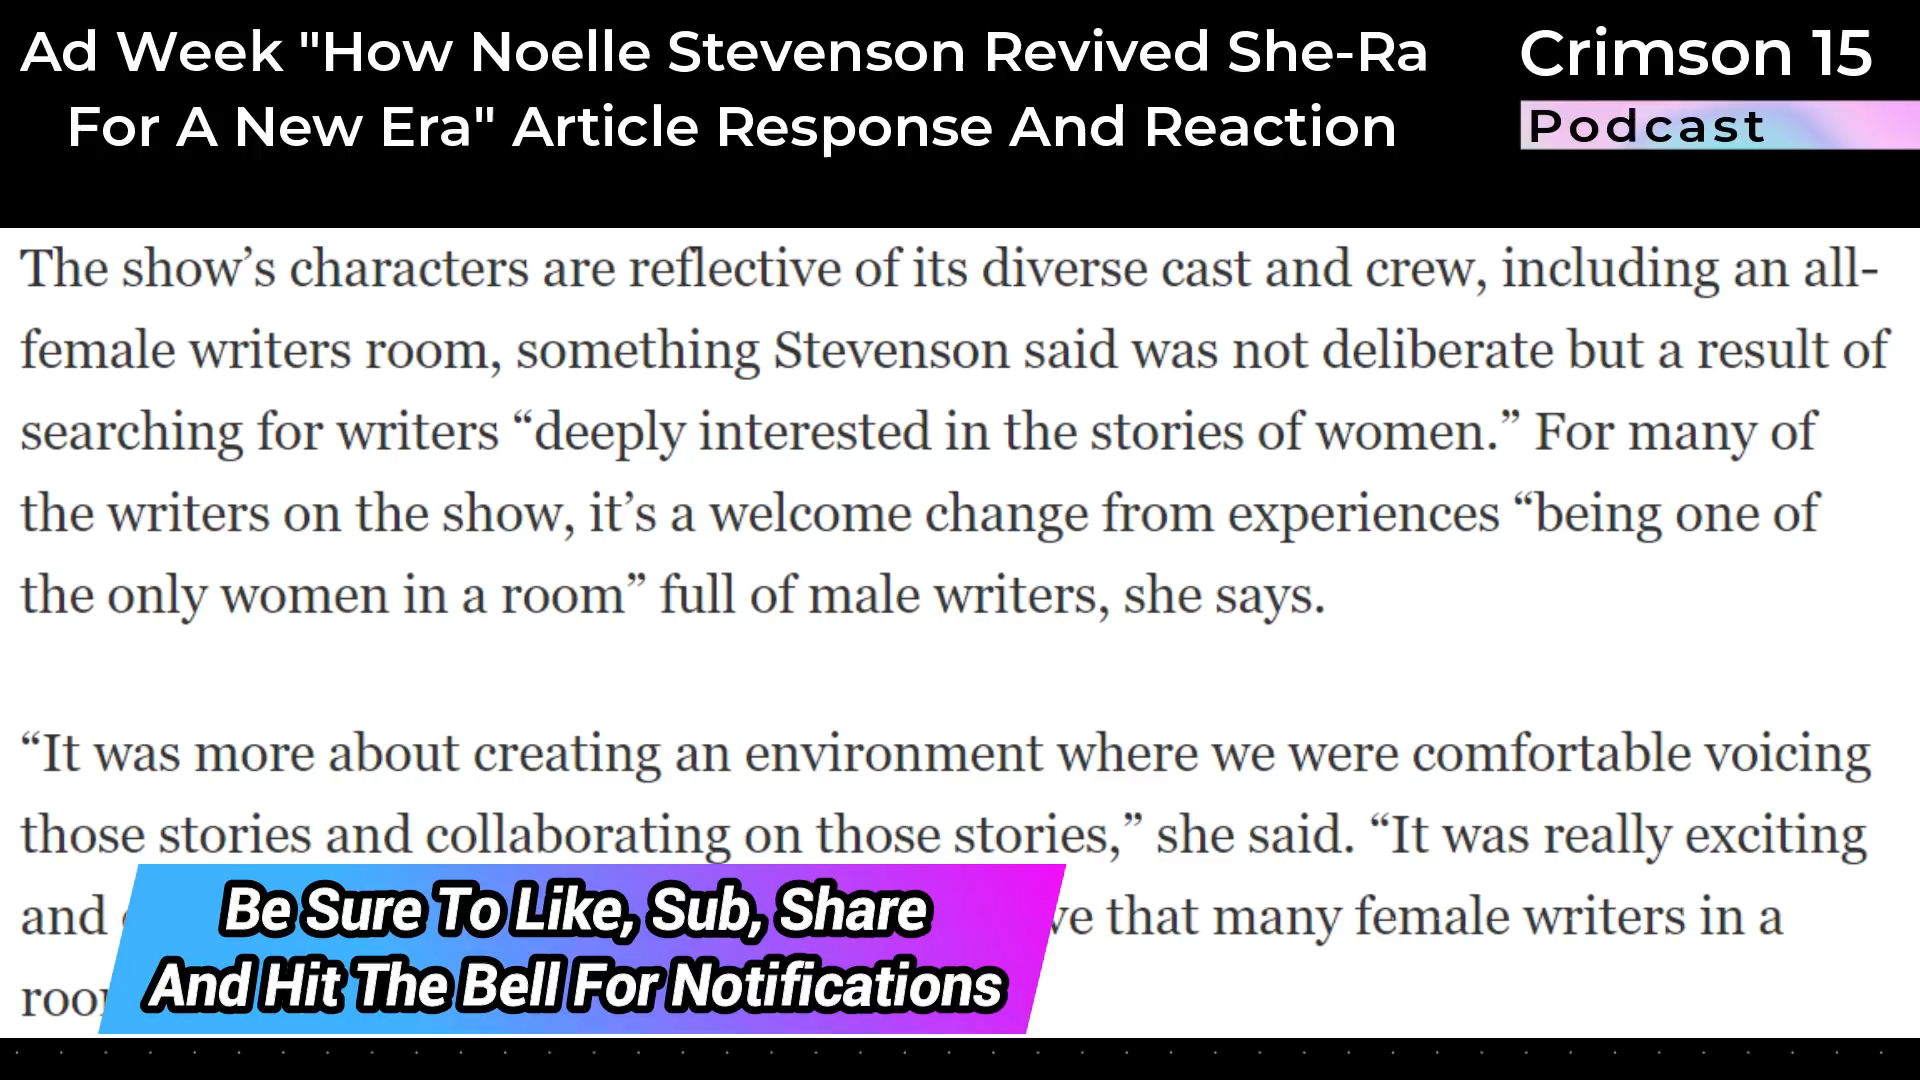 Ad Week "How Noelle Stevenson Revived She-Ra
For A New Era" Article Response And Reaction
Crimson 15
Podcast
The show’s characters are reflective of its diverse cast and crew, including an all-
female writers room, something Stevenson said was not deliberate but a result of
searching for writers “deeply interested in the stories of women.” For many of
the writers on the show, it’s a welcome change from experiences “being one of
the only women in a room” full of male writers, she says.
“It was more about creating an environment where we were comfortable voicing
those stories and collaborating on those stories,” she said. “It was really exciting
and that many female writers in a
Be Sure To Like, Sub, Share
And Hit The Bell For Notifications